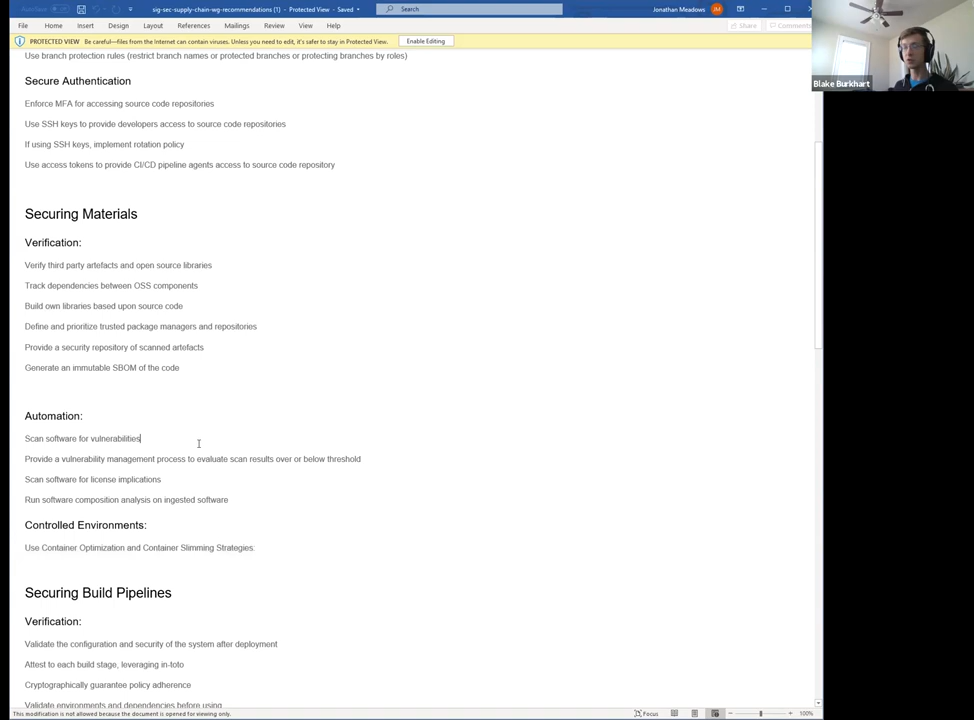 AutoSave Off sig-sec-supply-chain-wg-recommendations (1) - Protected View • Saved Search Jonathan Meadows JM
File Home Insert Design Layout References Mailings Review View Help Share Comments
PROTECTED VIEW Be careful—files from the Internet can contain viruses. Unless you need to edit, it's safer to stay in Protected View. Enable Editing
Use branch protection rules (restrict branch names or protected branches or protecting branches by roles)
Blake Burkhart
Secure Authentication
Enforce MFA for accessing source code repositories
Use SSH keys to provide developers access to source code repositories
If using SSH keys, implement rotation policy
Use access tokens to provide CI/CD pipeline agents access to source code repository
Securing Materials
Verification:
Verify third party artefacts and open source libraries
Track dependencies between OSS components
Build own libraries based upon source code
Define and prioritize trusted package managers and repositories
Provide a security repository of scanned artefacts
Generate an immutable SBOM of the code
Automation:
Scan software for vulnerabilities
Provide a vulnerability management process to evaluate scan results over or below threshold
Scan software for license implications
Run software composition analysis on ingested software
Controlled Environments:
Use Container Optimization and Container Slimming Strategies.
Securing Build Pipelines
Verification:
Validate the configuration and security of the system after deployment
Attest to each build stage, leveraging in-toto
Cryptographically guarantee policy adherence
Validate environments and dependencies before using
This modification is not allowed because the document is opened for viewing only. Focus 100%